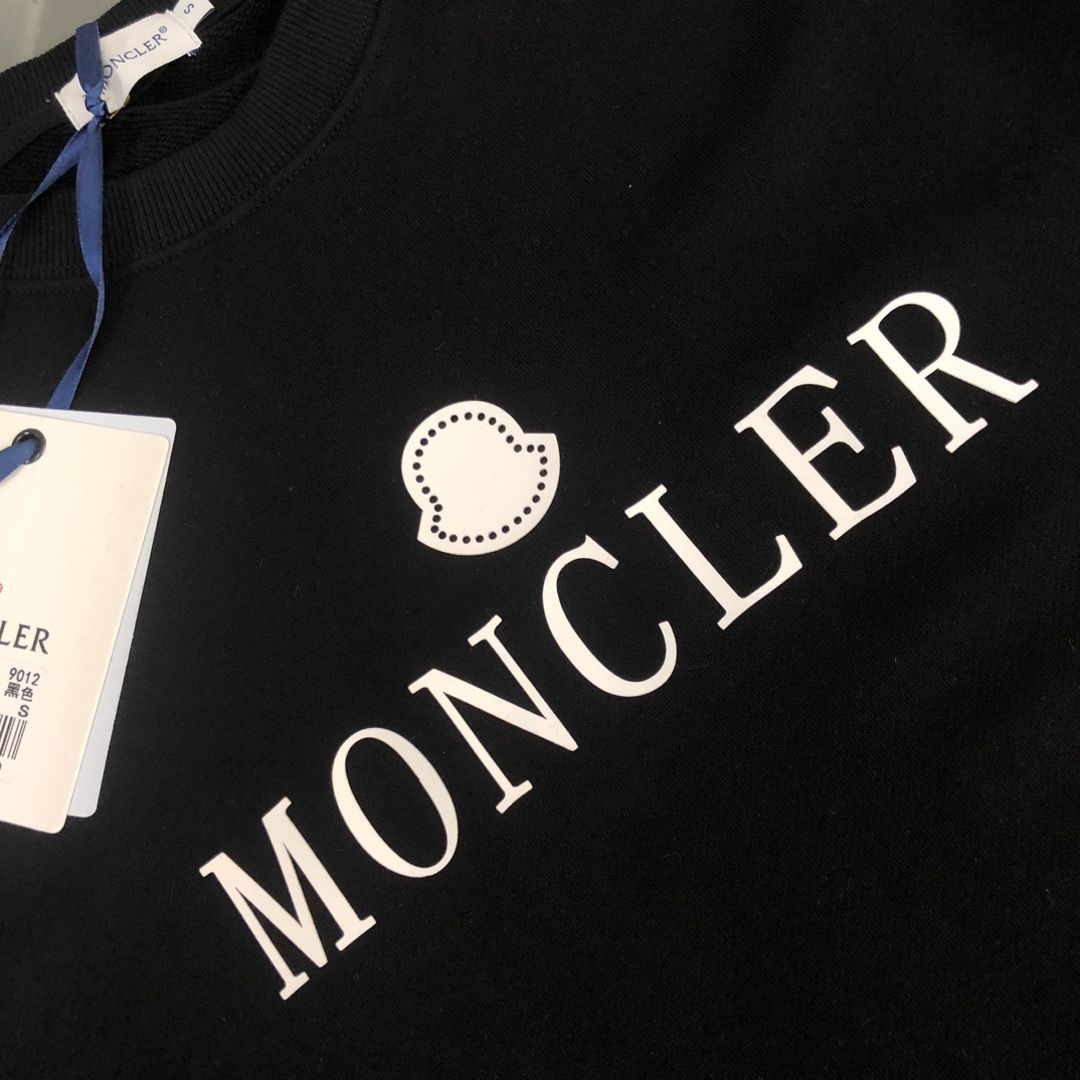 MONCLER®
S
LER
9012
黑色
S
MONCLER